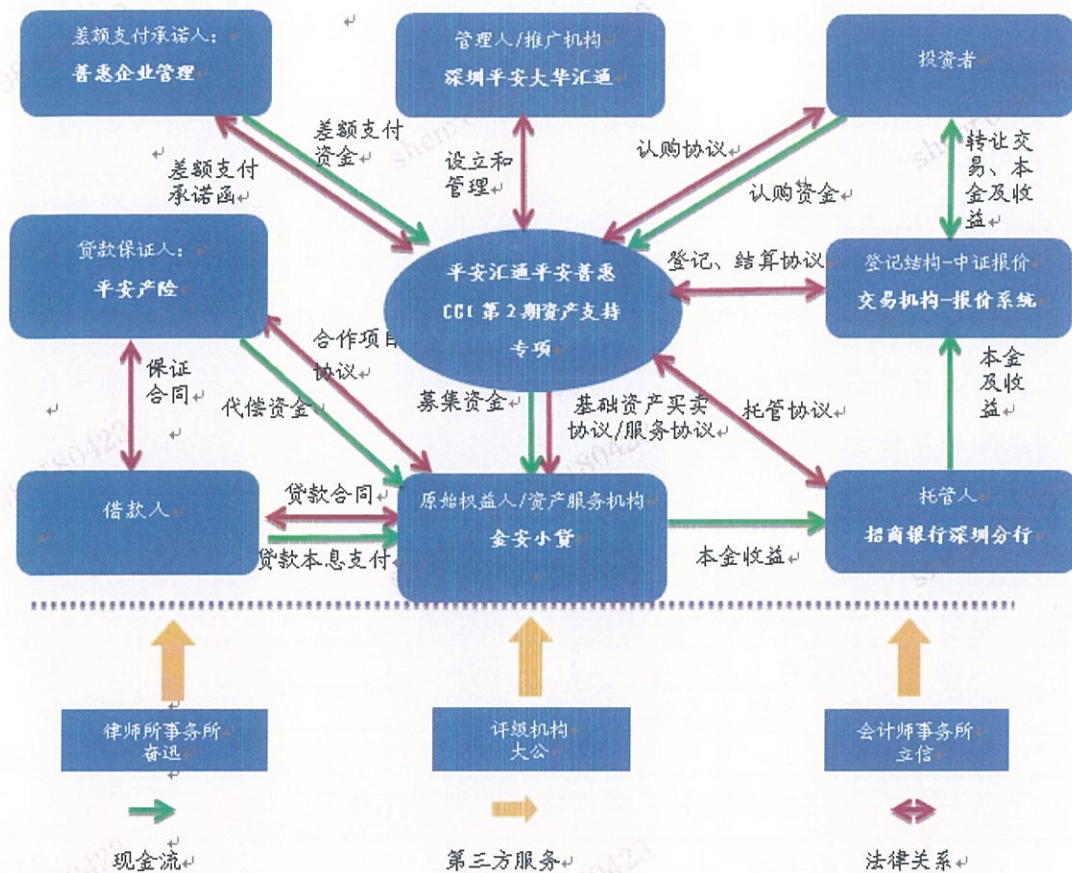 差额支付承诺人：
普惠企业管理
管理人/推广机构
深圳平安大华汇通
投资者
差额支付
资金
差额支付
承诺函
设立和
管理
认购协议
认购资金
转让交
易、本
金及收
益
贷款保证人：
平安产险
平安汇通平安普惠
CGI 第 2 期资产支持
专项
登记、结算协议
登记结构-中证报价
交易机构-报价系统
保证
合同
合作项目
协议
代偿资金
募集资金
基础资产买卖
协议/服务协议
托管协议
本金
及收
益
借款人
贷款合同
贷款本息支付
原始权益人/资产服务机构
金安小贷
本金收益
托管人
招商银行深圳分行
律师所事务所
奋迅
评级机构
大公
会计师事务所
立信
现金流
第三方服务
法律关系